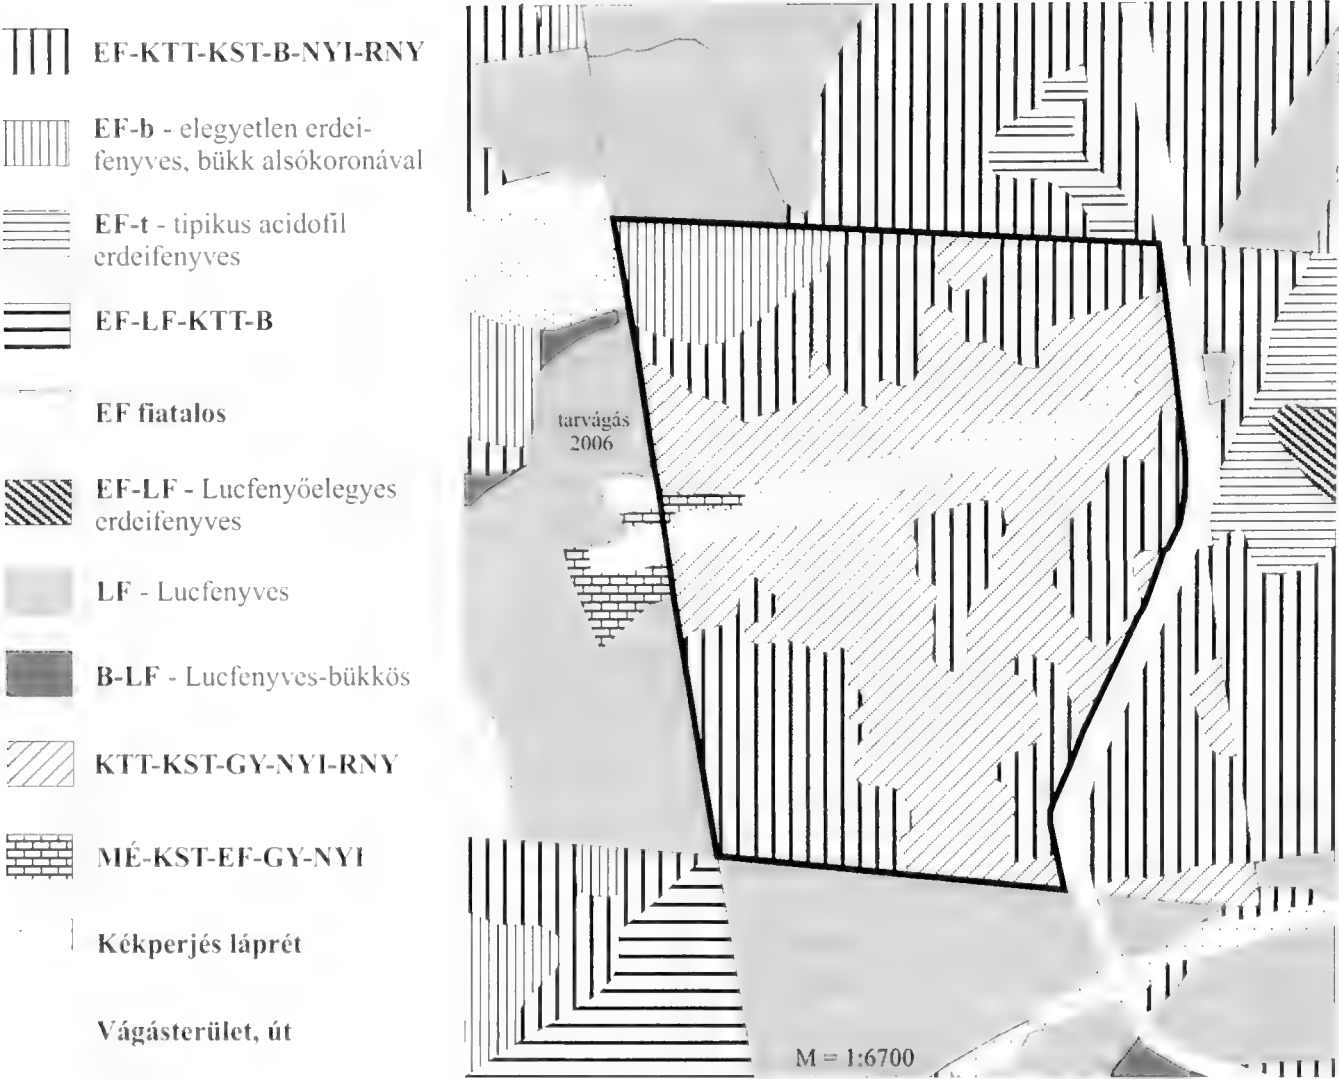 EF-KTT-KST-B-NYI-RNY
EF-b - elegyetlen erdei-
fenyves, bükk alsókoronával
EF-t - tipikus acidofil
erdeifenyves
EF-LF-KTT-B
EF fiatalos
EF-LF - Lucfenyőelegyes
erdeifenyves
LF - Lucfenyves
B-LF - Lucfenyves-bükkös
KTT-KST-GY-NYI-RNY
MÉ-KST-EF-GY-NYI
Kékperjés láprét
Vágásterület, út
tarvágás
2006
M = 1:6700